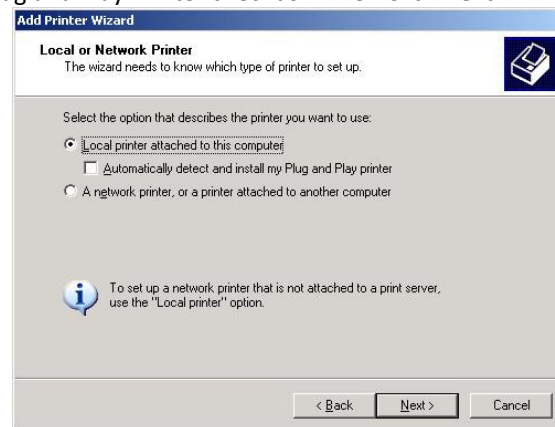 Add Printer Wizard
Local or Network Printer
The wizard needs to know which type of printer to set up.
Select the option that describes the printer you want to use:
Local printer attached to this computer
Automatically detect and install my Plug and Play printer
A network printer, or a printer attached to another computer
To set up a network printer that is not attached to a print server,
use the "Local printer" option.
< Back
Next >
Cancel